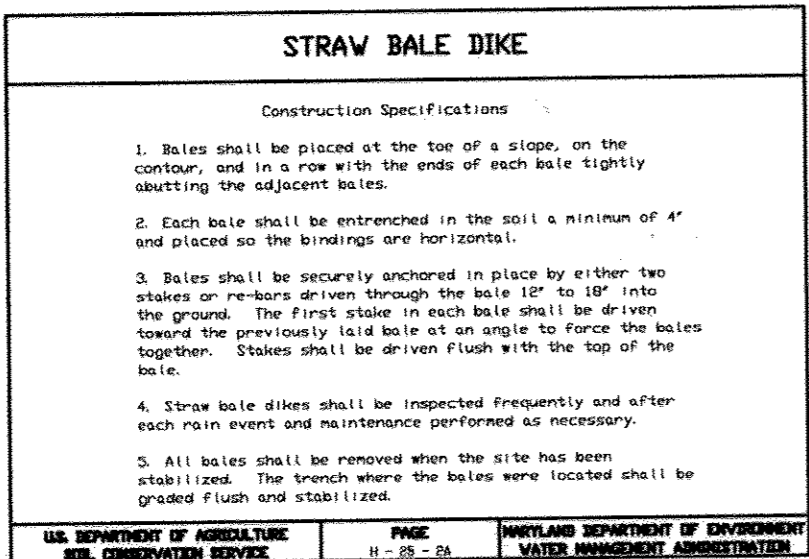 STRAW BALE DIKE
Construction Specifications
1. Bales shall be placed at the toe of a slope, on the
contour, and in a row with the ends of each bale tightly
abutting the adjacent bales.
2. Each bale shall be entrenched in the soil a minimum of 4"
and placed so the bindings are horizontal.
3. Bales shall be securely anchored in place by either two
stakes or re-bars driven through the bale 12" to 18" into
the ground. The first stake in each bale shall be driven
toward the previously laid bale at an angle to force the bales
together. Stakes shall be driven flush with the top of the
bale.
4. Straw bale dikes shall be inspected frequently and after
each rain event and maintenance performed as necessary.
5. All bales shall be removed when the site has been
stabilized. The trench where the bales were located shall be
graded flush and stabilized.
U.S. DEPARTMENT OF AGRICULTURE
SOIL CONSERVATION SERVICE
PAGE
H - 25 - 2A
MARYLAND DEPARTMENT OF ENVIRONMENT
WATER MANAGEMENT ADMINISTRATION